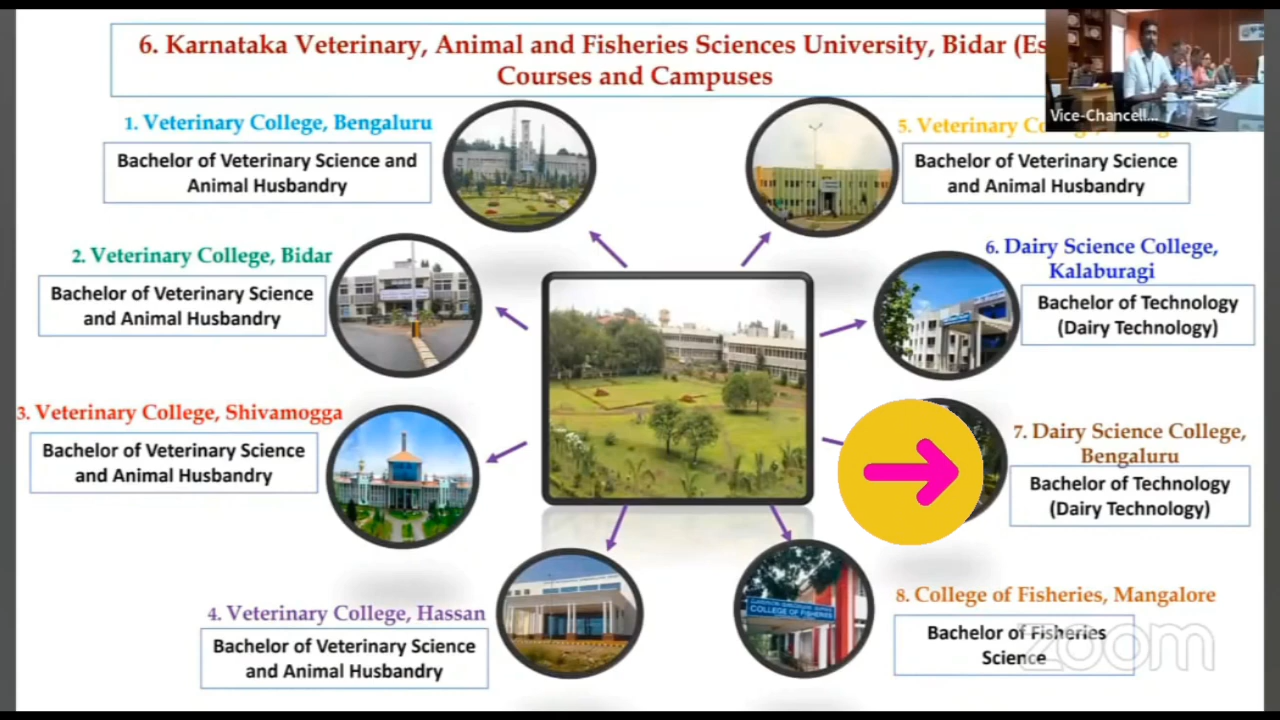 6. Karnataka Veterinary, Animal and Fisheries Sciences University, Bidar (Es
Courses and Campuses
Vice-Chancell...
1. Veterinary College, Bengaluru
Bachelor of Veterinary Science and
Animal Husbandry
5. Veterinary
Bachelor of Veterinary Science
and Animal Husbandry
2. Veterinary College, Bidar
Bachelor of Veterinary Science
and Animal Husbandry
6. Dairy Science College,
Kalaburagi
Bachelor of Technology
(Dairy Technology)
3. Veterinary College, Shivamogga
Bachelor of Veterinary Science
and Animal Husbandry
7. Dairy Science College,
Bengaluru
Bachelor of Technology
(Dairy Technology)
4. Veterinary College, Hassan
Bachelor of Veterinary Science
and Animal Husbandry
COLLEGE OF FISHERIES
8. College of Fisheries, Mangalore
Bachelor of Fisheries
Science
zoom